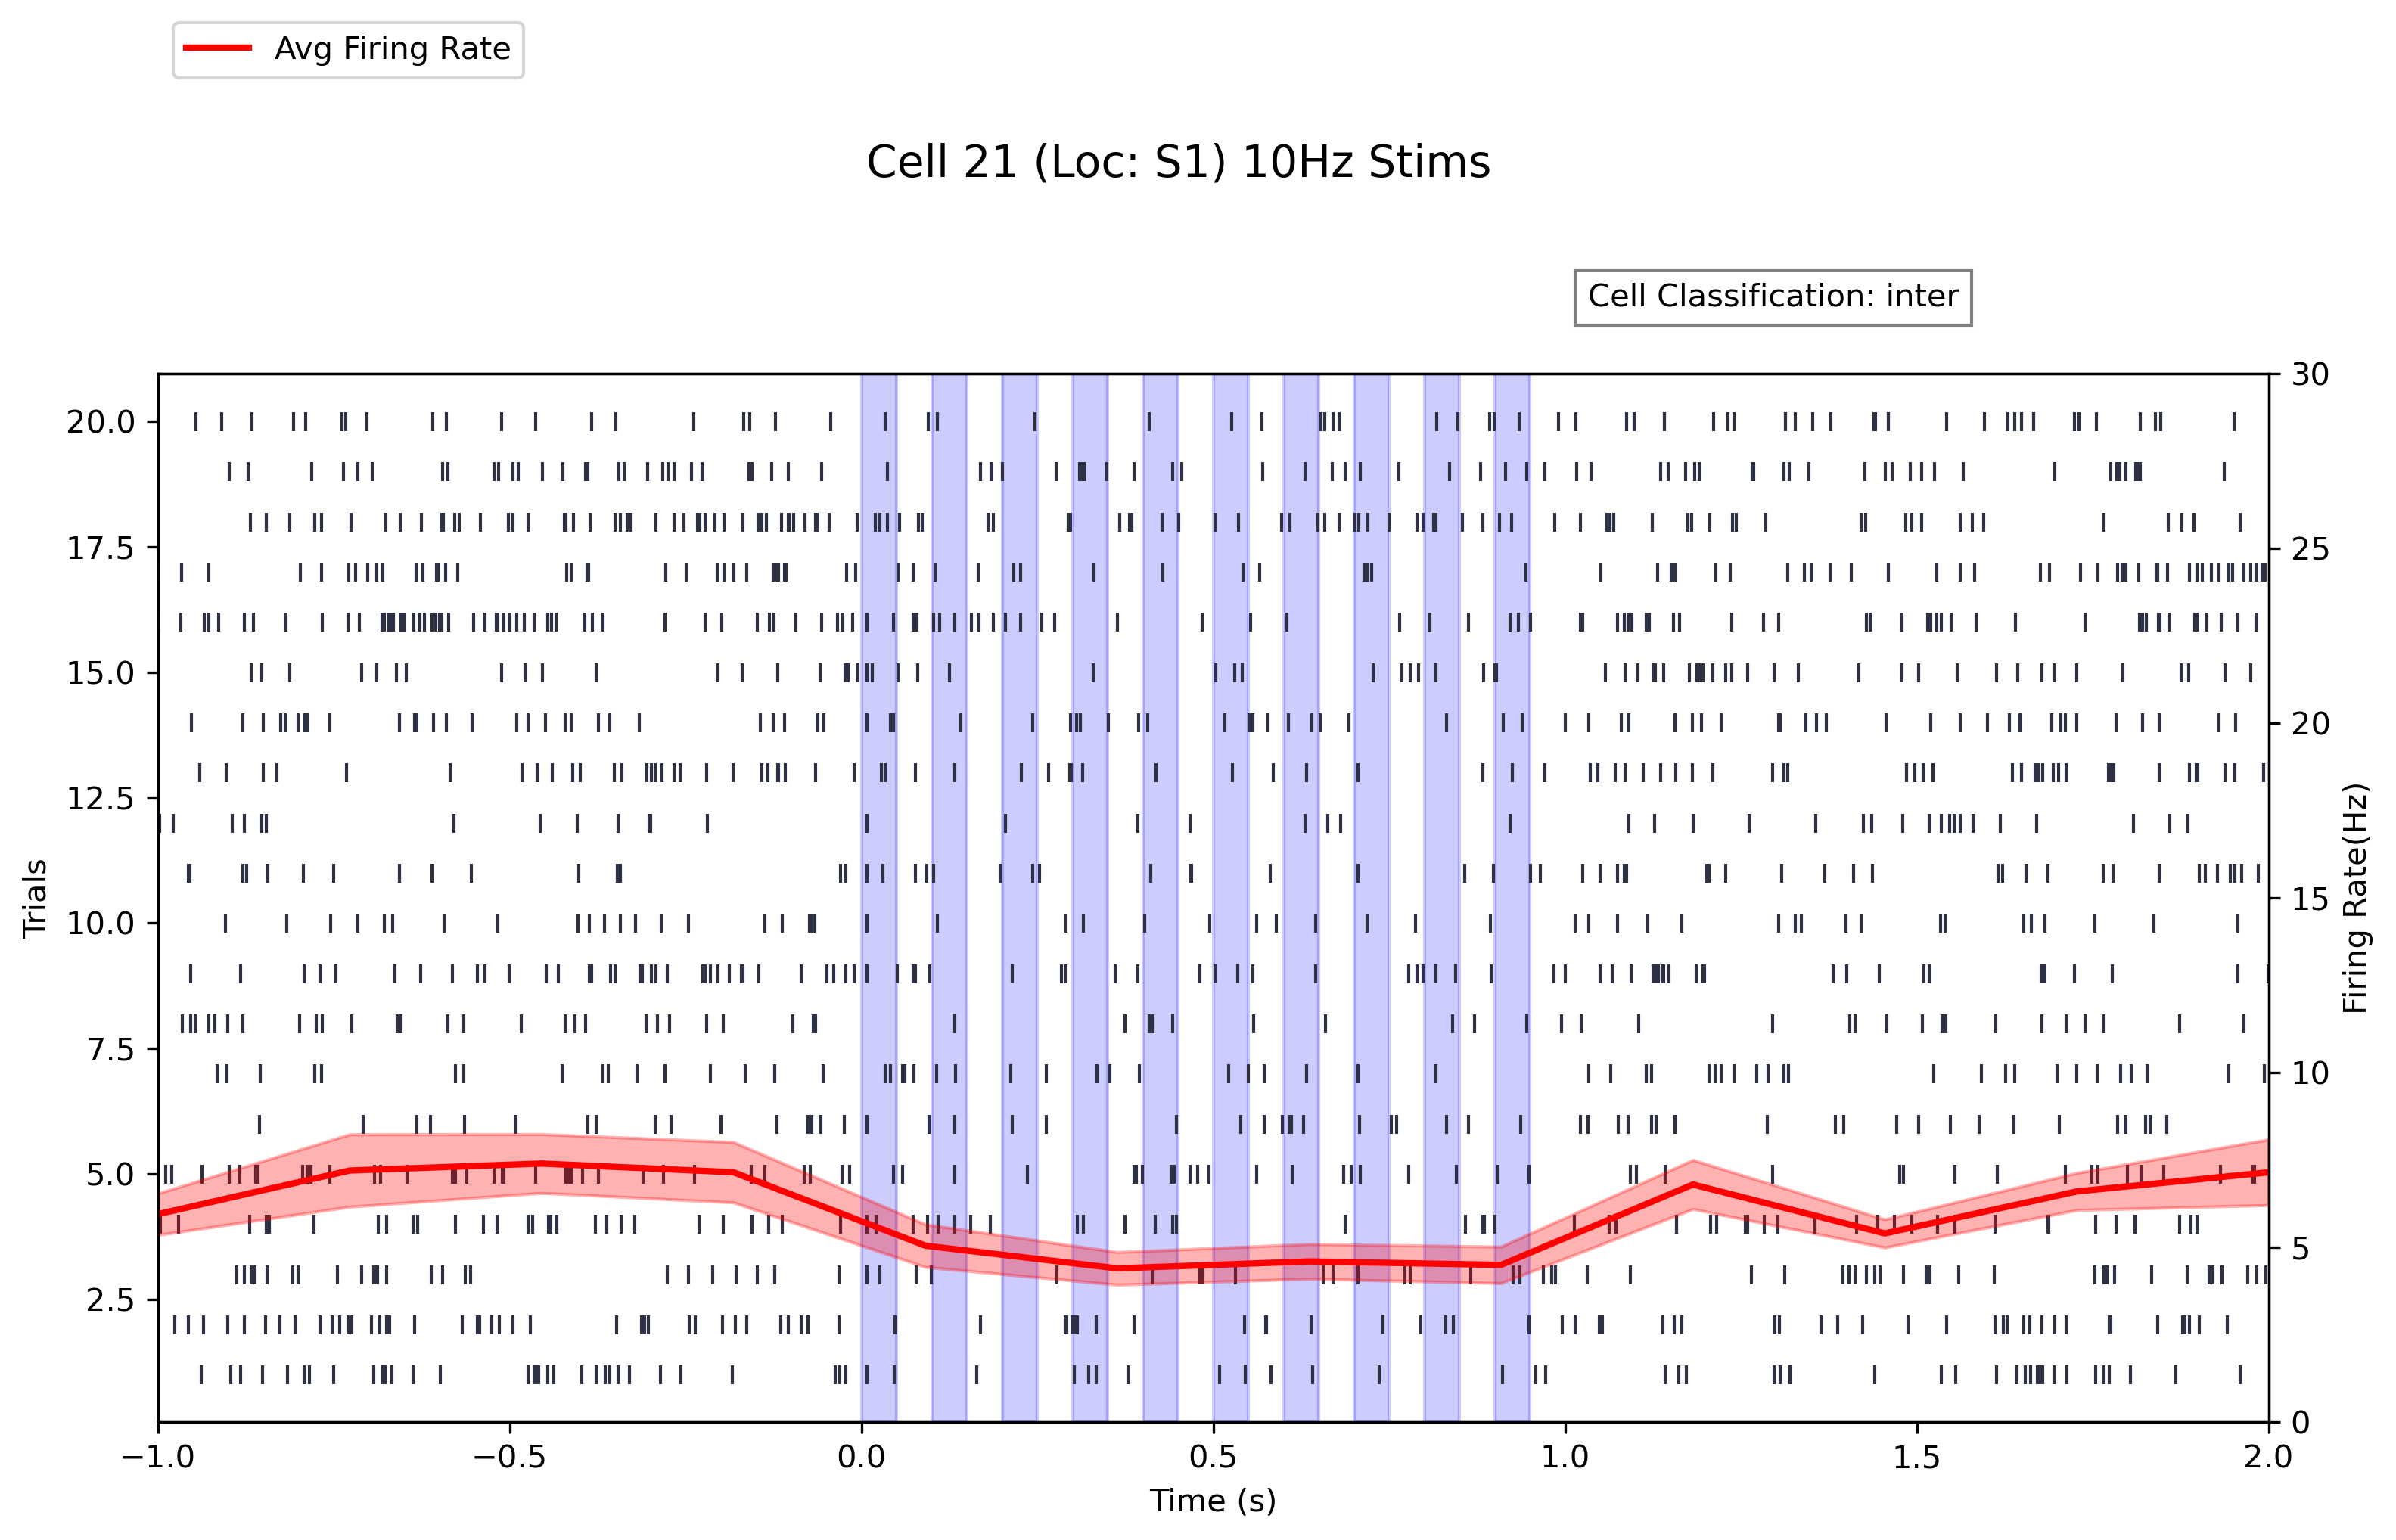 Avg Firing Rate
Cell 21 (Loc: S1) 10Hz Stims
Cell Classification: inter
20.0
17.5
15.0
12.5
10.0
7.5
5.0
2.5
Trials
30
25
20
15
10
5
0
Firing Rate(Hz)
−1.0 −0.5 0.0 0.5 1.0 1.5 2.0
Time (s)